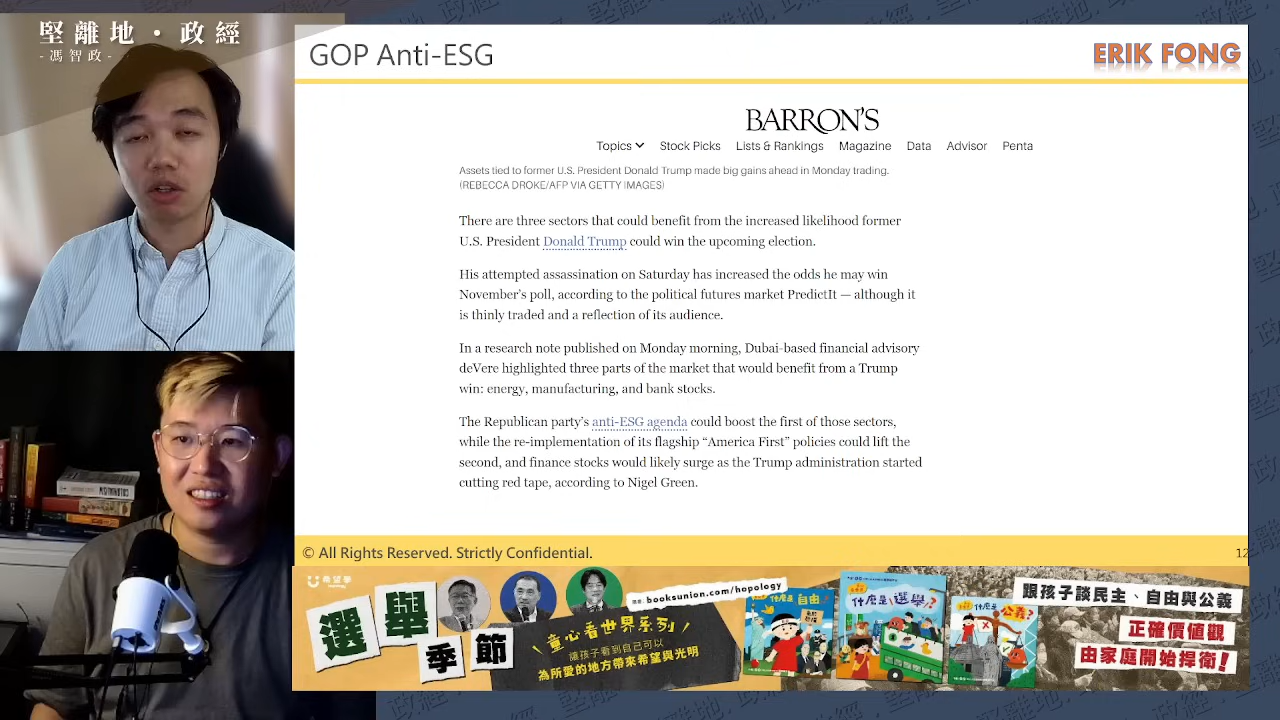 堅離地・政經
-馮智政-
GOP Anti-ESG
ERIK FONG
BARRON'S
Topics
Stock Picks
Lists & Rankings
Magazine
Data
Advisor
Penta
Assets tied to former U.S. President Donald Trump made big gains ahead in Monday trading.
(REBECCA DROKE/AFP VIA GETTY IMAGES)
There are three sectors that could benefit from the increased likelihood former
U.S. President Donald Trump could win the upcoming election.
His attempted assassination on Saturday has increased the odds he may win
November's poll, according to the political futures market PredictIt — although it
is thinly traded and a reflection of its audience.
In a research note published on Monday morning, Dubai-based financial advisory
deVere highlighted three parts of the market that would benefit from a Trump
win: energy, manufacturing, and bank stocks.
The Republican party's anti-ESG agenda could boost the first of those sectors,
while the re-implementation of its flagship “America First” policies could lift the
second, and finance stocks would likely surge as the Trump administration started
cutting red tape, according to Nigel Green.
© All Rights Reserved. Strictly Confidential.
12
希望學
選舉
季節
booksunion.com/hopology
童心看世界系列
讓孩子看到自己可以
為所愛的地方帶來希望與光明
什麼是自由
什麼是選舉?
什麼是公義?
跟孩子談民主、自由與公義
正確價值觀
由家庭開始捍衛!